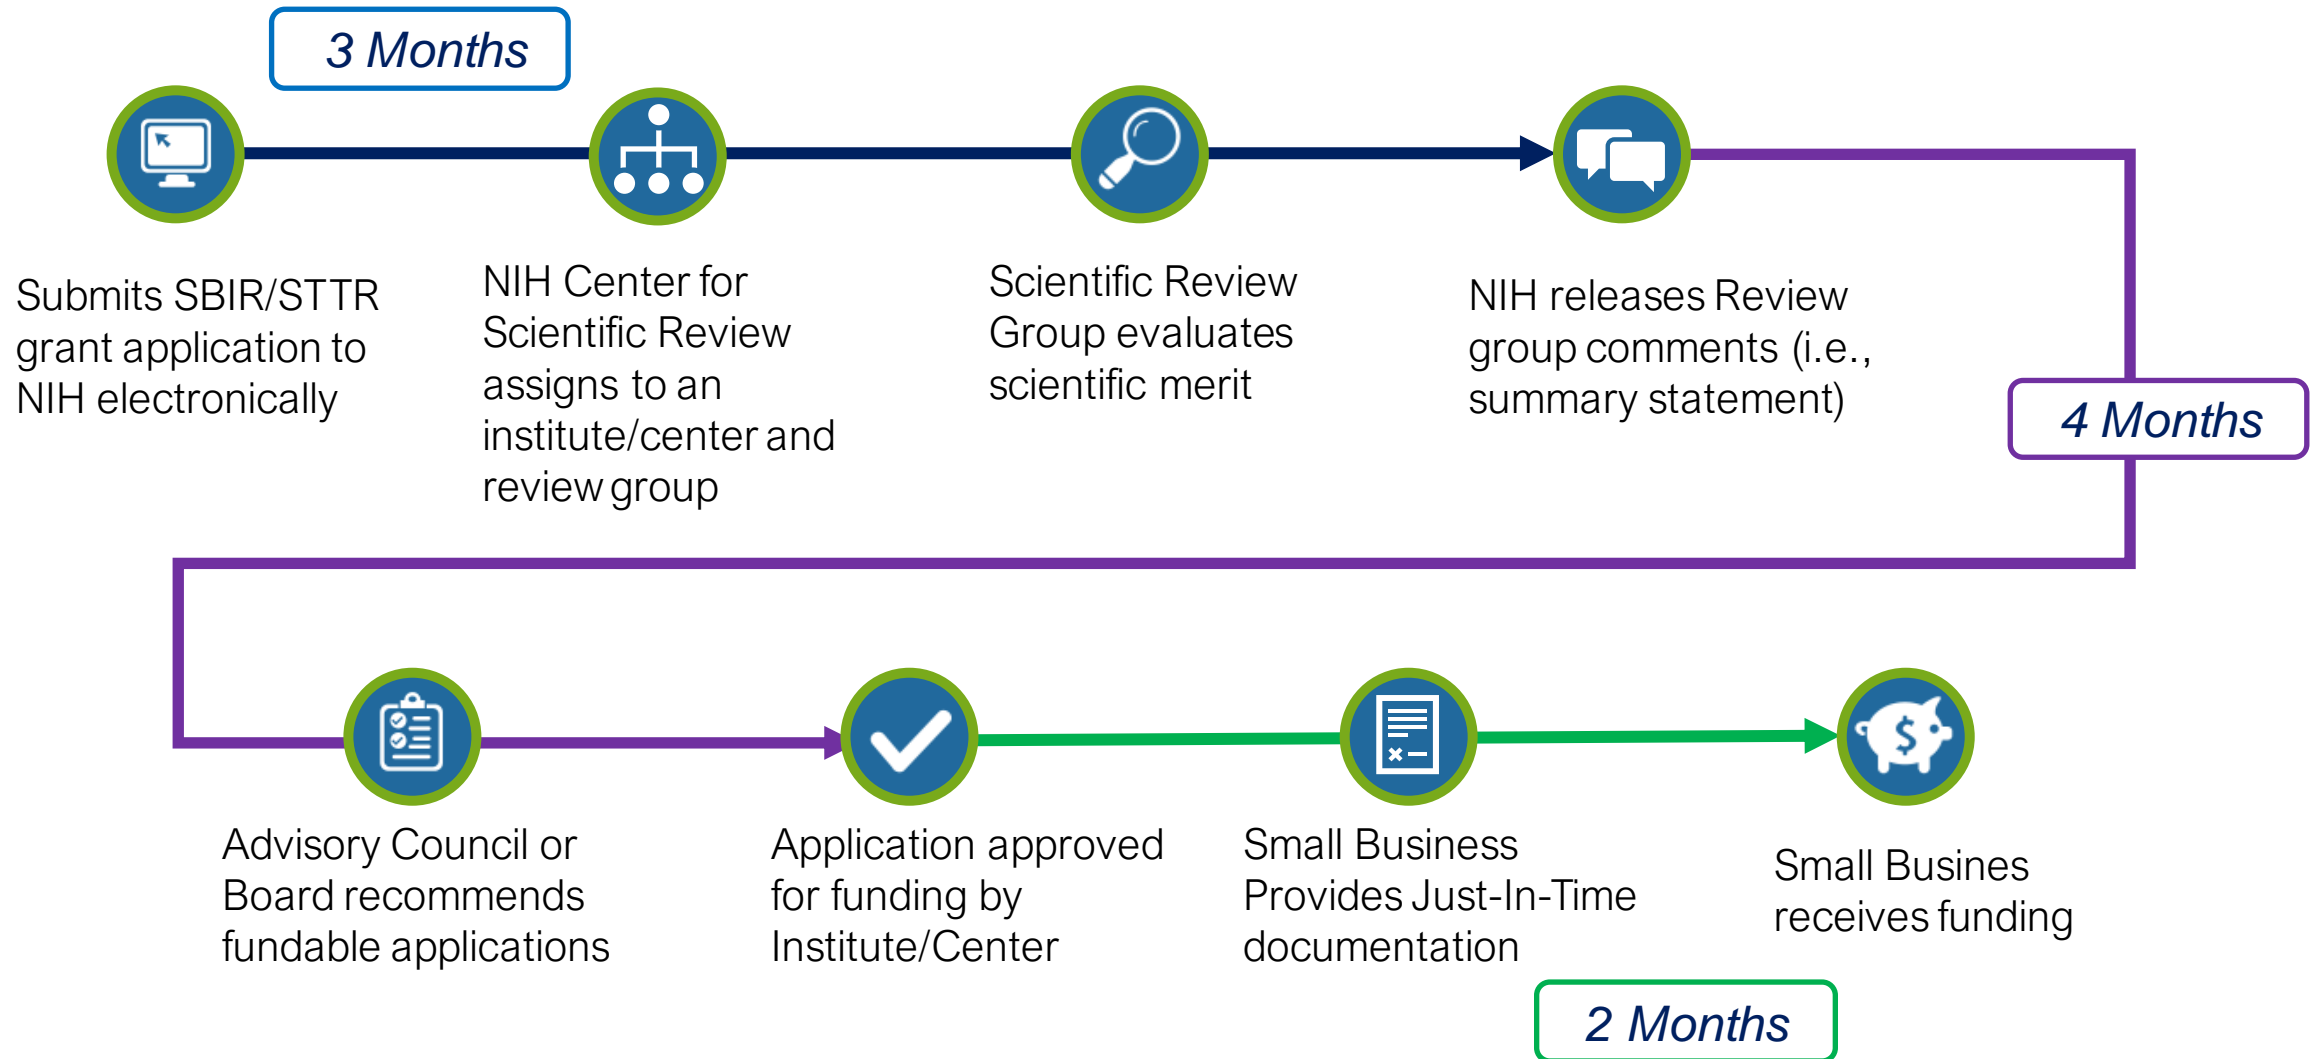 3 Months
Submits SBIR/STTR
grant application to
NIH electronically
NIH Center for
Scientific Review
assigns to an
institute/center and
review group
Scientific Review
Group evaluates
scientific merit
NIH releases Review
group comments (i.e.,
summary statement)
4 Months
Advisory Council or
Board recommends
fundable applications
Application approved
for funding by
Institute/Center
Small Business
Provides Just-In-Time
documentation
Small Busines
receives funding
2 Months